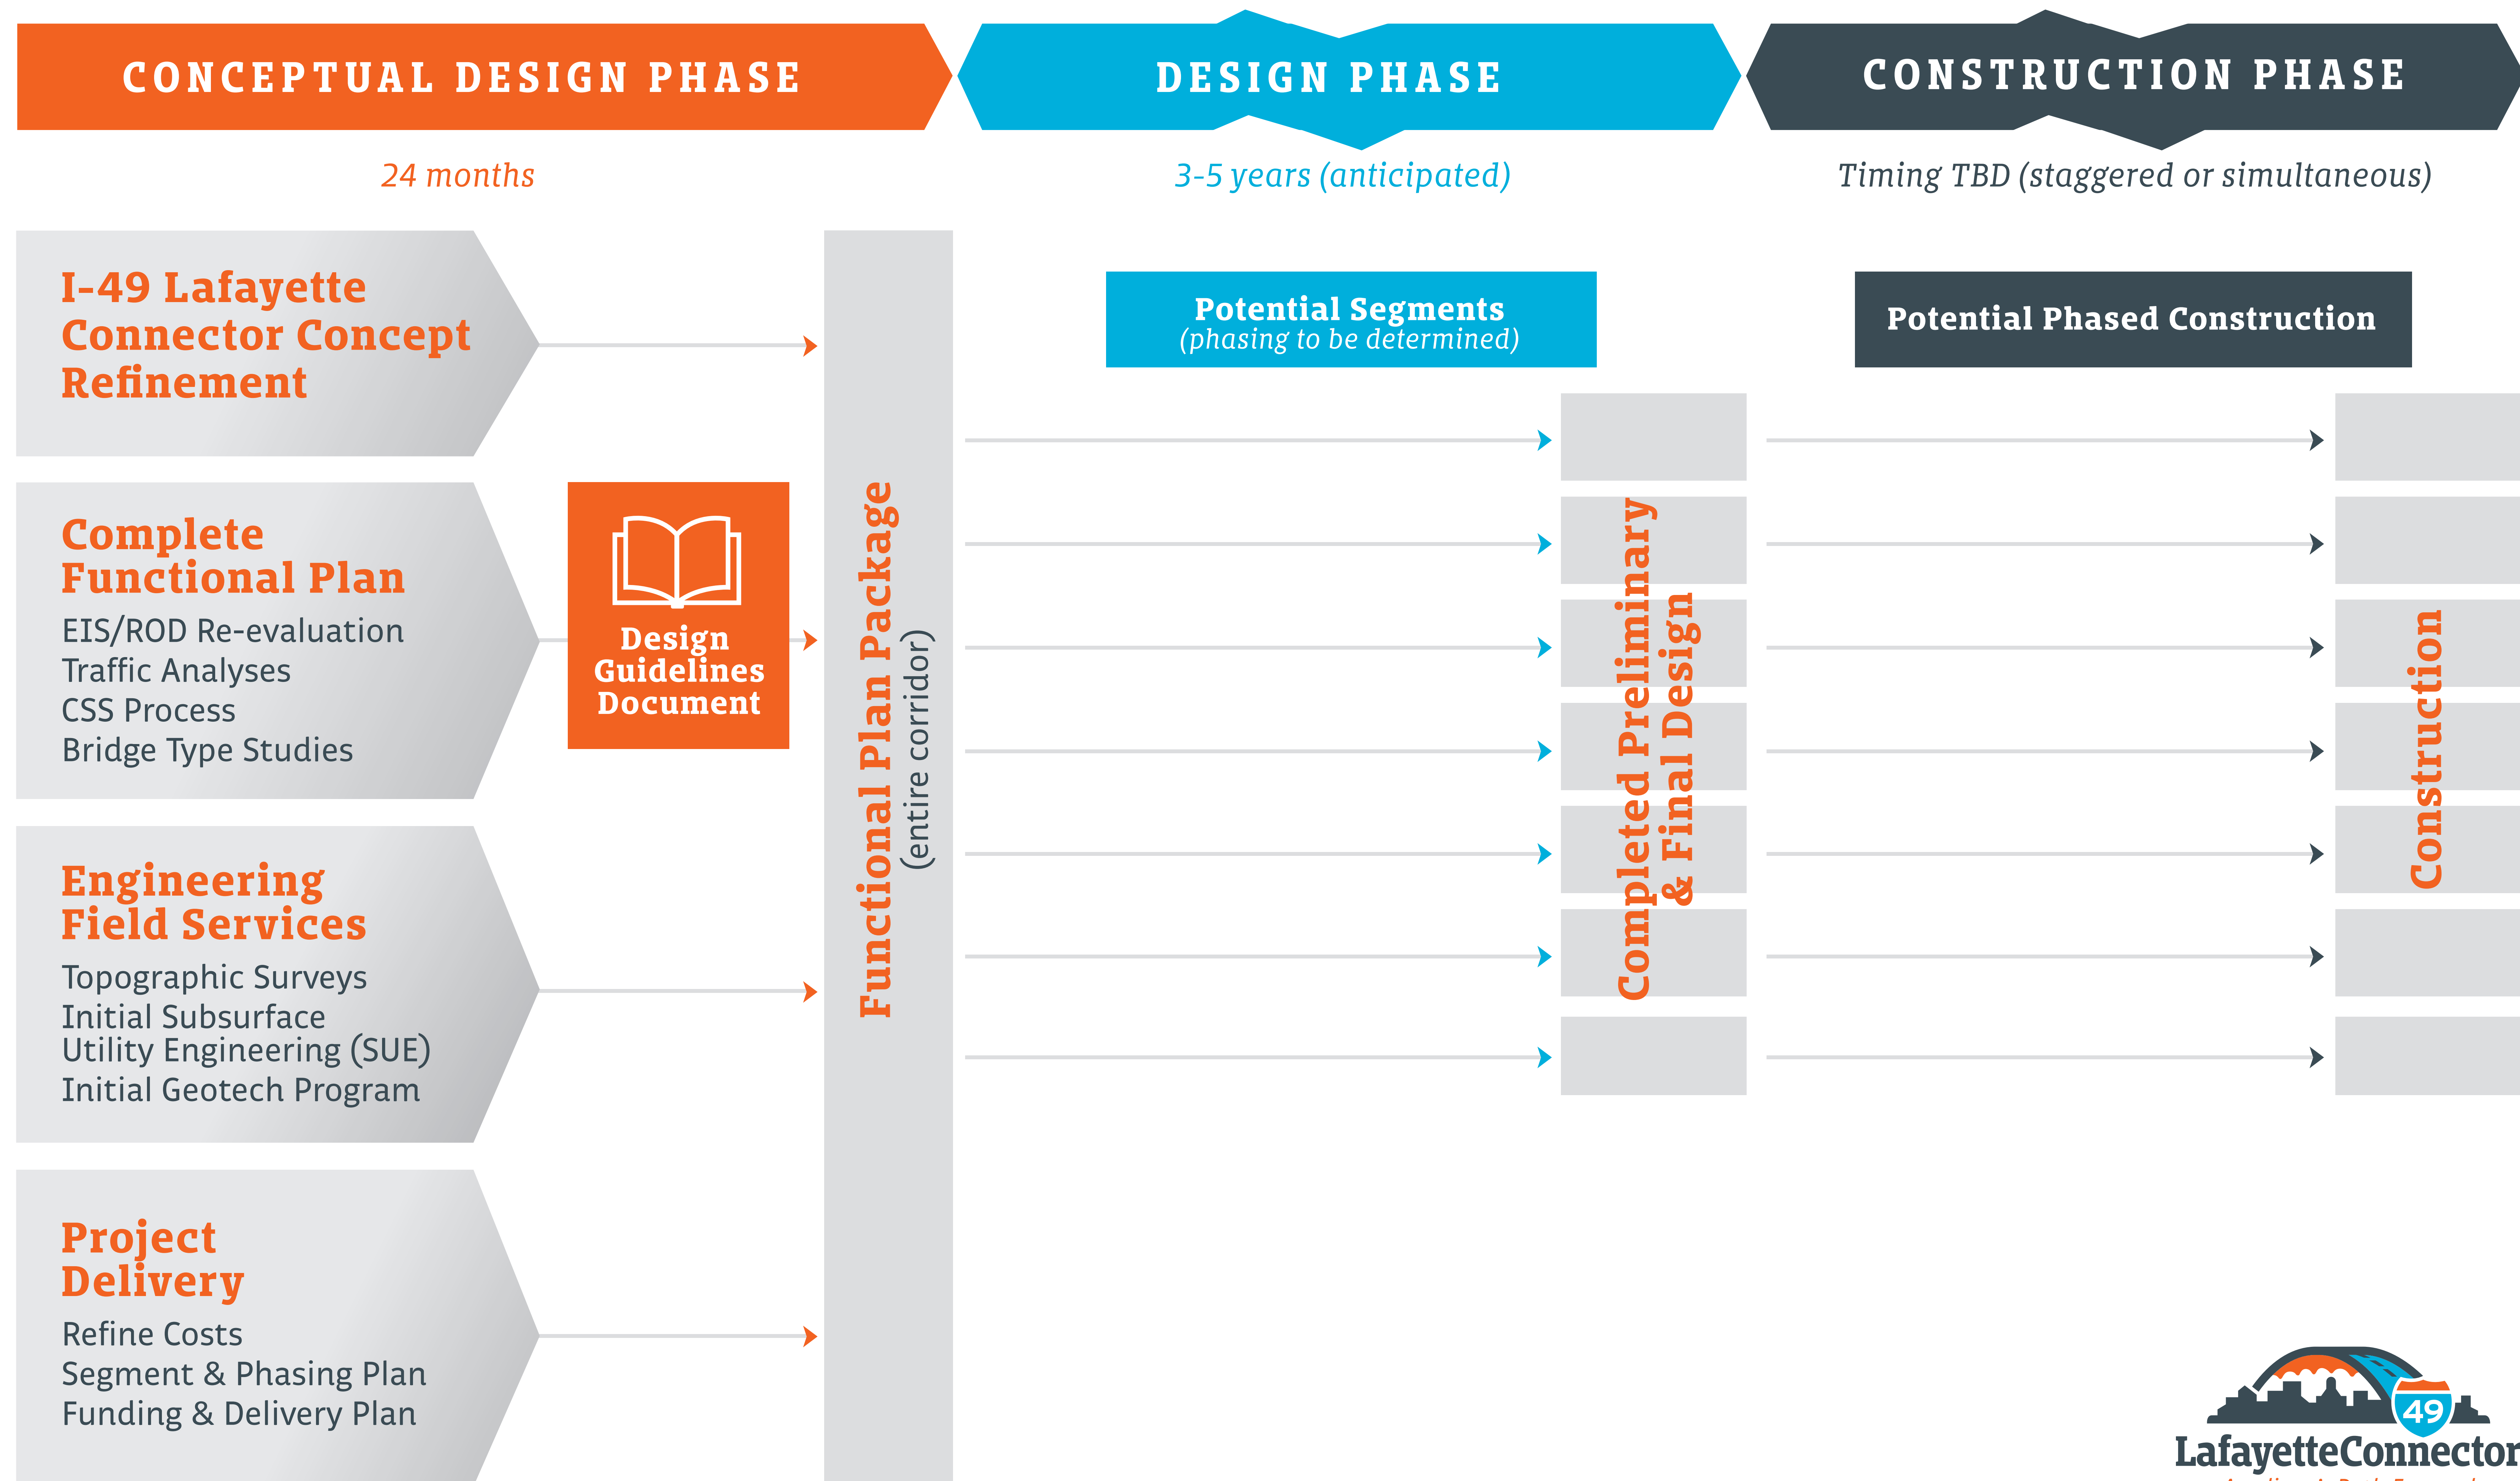 CONCEPTUAL DESIGN PHASE
DESIGN PHASE
CONSTRUCTION PHASE
24 months
3-5 years (anticipated)
Timing TBD (staggered or simultaneous)
I-49 Lafayette
Connector Concept
Refinement
Complete
Functional Plan
EIS/ROD Re-evaluation
Traffic Analyses
CSS Process
Bridge Type Studies
Design
Guidelines
Document
Engineering
Field Services
Topographic Surveys
Initial Subsurface
Utility Engineering (SUE)
Initial Geotech Program
Project
Delivery
Refine Costs
Segment & Phasing Plan
Funding & Delivery Plan
Functional Plan Package
(entire corridor)
Potential Segments
(phasing to be determined)
Completed Preliminary
& Final Design
Potential Phased Construction
Construction
49
LafayetteConnector